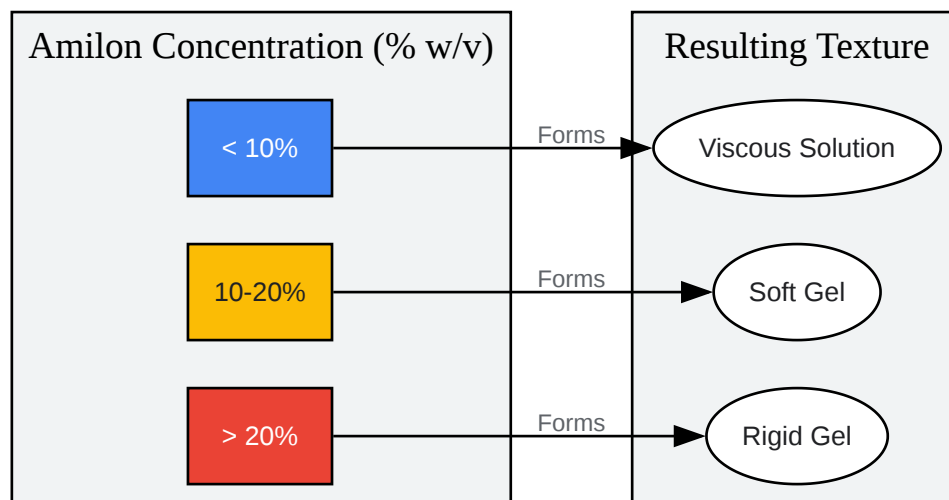 Amilon Concentration (% w/v)
Resulting Texture
< 10%
Forms
Viscous Solution
10-20%
Forms
Soft Gel
> 20%
Forms
Rigid Gel